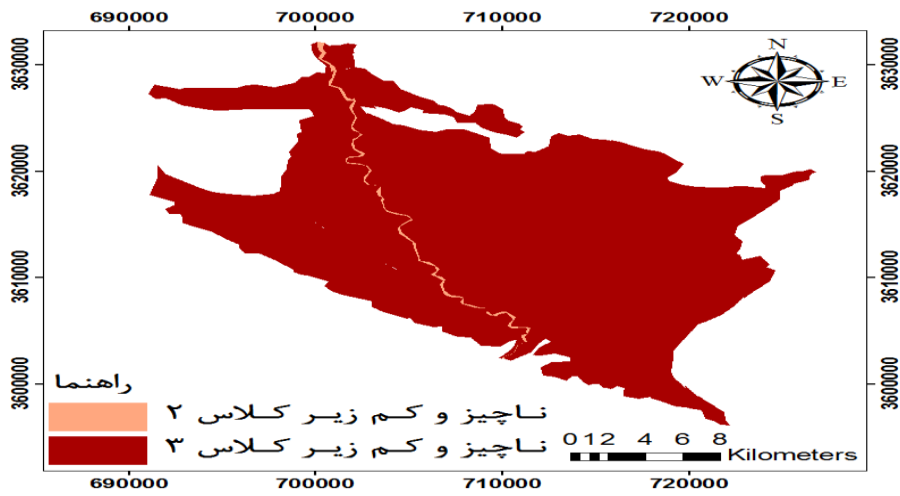 690000 700000 710000 720000
3630000 3630000
3620000 3620000
3610000 3610000
3600000 3600000
N
W E
S
راهنما
ناچیز و کم زیر کلاس ۲
ناچیز و کم زیر کلاس ۳
0 1 2 4 6 8
Kilometers
690000 700000 710000 720000